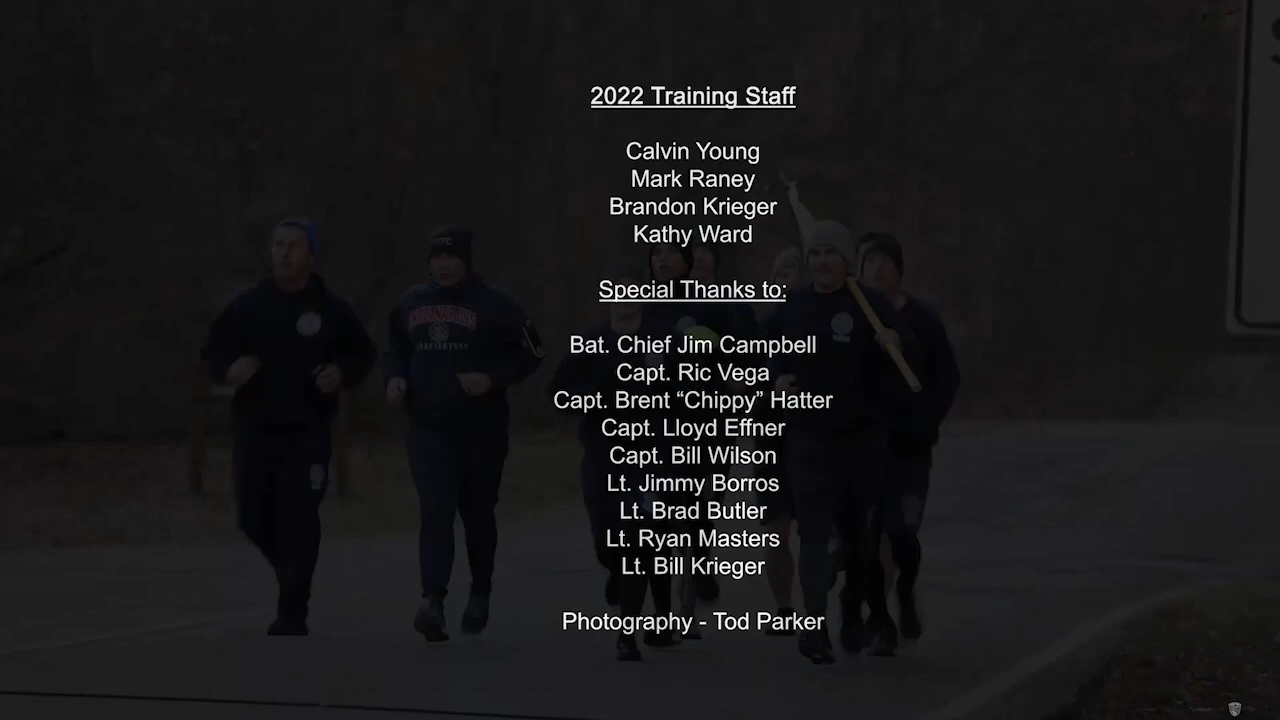 2022 Training Staff
Calvin Young
Mark Raney
Brandon Krieger
Kathy Ward
Special Thanks to:
Bat. Chief Jim Campbell
Capt. Ric Vega
Capt. Brent “Chippy” Hatter
Capt. Lloyd Effner
Capt. Bill Wilson
Lt. Jimmy Borros
Lt. Brad Butler
Lt. Ryan Masters
Lt. Bill Krieger
Photography - Tod Parker
INDIANAPOLIS
FIREFIGHTERS